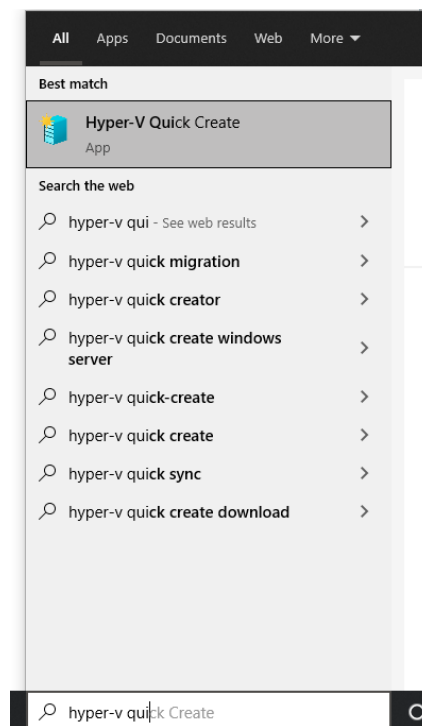 All Apps Documents Web More
Best match
Hyper-V Quick Create
App
Search the web
hyper-v qui - See web results
hyper-v quick migration
hyper-v quick creator
hyper-v quick create windows
server
hyper-v quick-create
hyper-v quick create
hyper-v quick sync
hyper-v quick create download
hyper-v quick Create